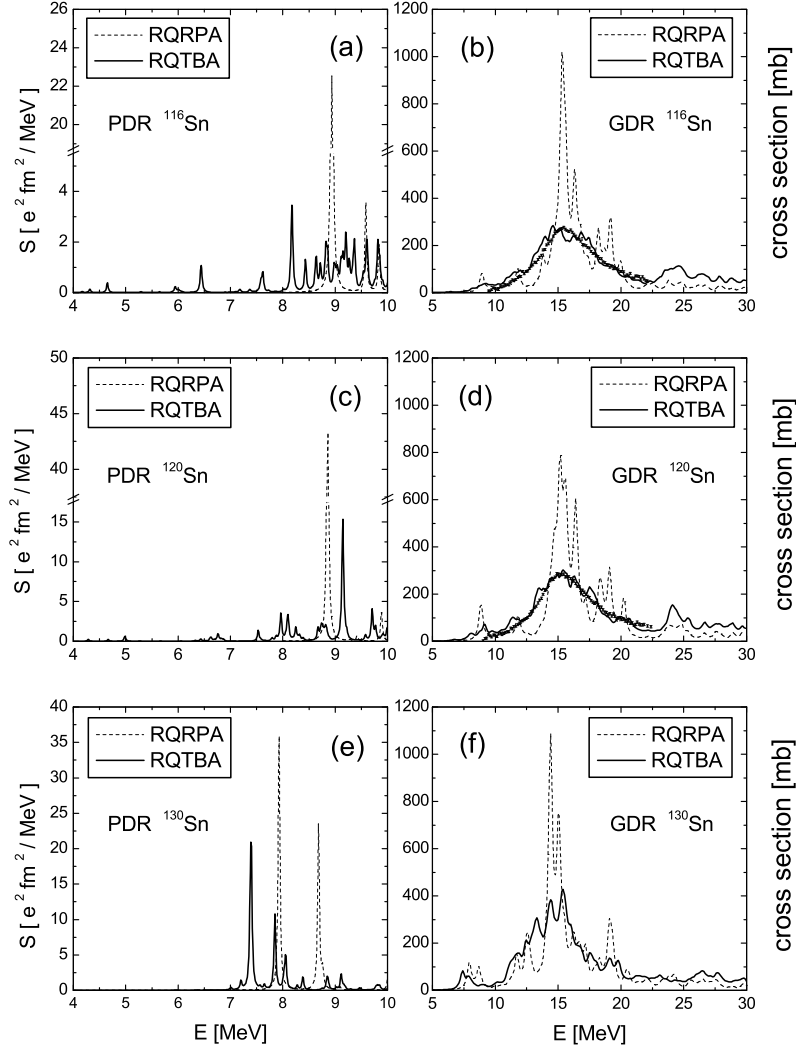 26
24
22
20
4
2
0
S [ e² fm² / MeV ]
RQRPA
RQTBA
(a)
PDR ¹¹⁶Sn
4 5 6 7 8 9 10
1200
1000
800
600
400
200
0
(b)
RQRPA
RQTBA
GDR ¹¹⁶Sn
5 10 15 20 25 30
cross section [mb]
50
45
40
15
10
5
0
S [ e² fm² / MeV ]
RQRPA
RQTBA
(c)
PDR ¹²⁰Sn
4 5 6 7 8 9 10
1200
1000
800
600
400
200
0
(d)
RQRPA
RQTBA
GDR ¹²⁰Sn
5 10 15 20 25 30
cross section [mb]
40
35
30
25
20
15
10
5
0
S [ e² fm² / MeV ]
RQRPA
RQTBA
(e)
PDR ¹³⁰Sn
4 5 6 7 8 9 10
E [MeV]
1200
1000
800
600
400
200
0
(f)
RQRPA
RQTBA
GDR ¹³⁰Sn
5 10 15 20 25 30
E [MeV]
cross section [mb]